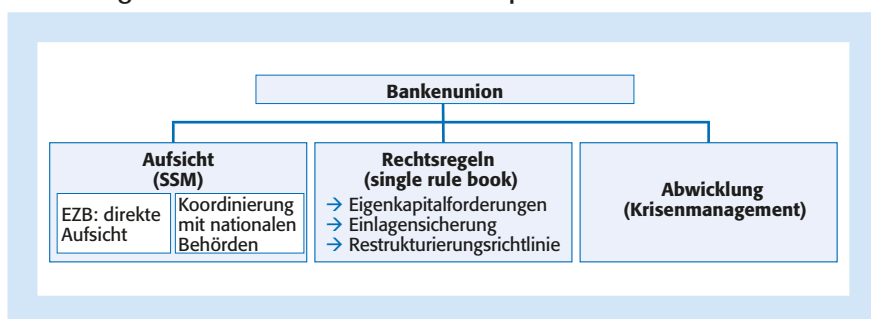 Bankenunion
Aufsicht
(SSM)
EZB: direkte
Aufsicht
Koordinierung
mit nationalen
Behörden
Rechtsregeln
(single rule book)
→ Eigenkapitalforderungen
→ Einlagensicherung
→ Restrukturierungsrichtlinie
Abwicklung
(Krisenmanagement)